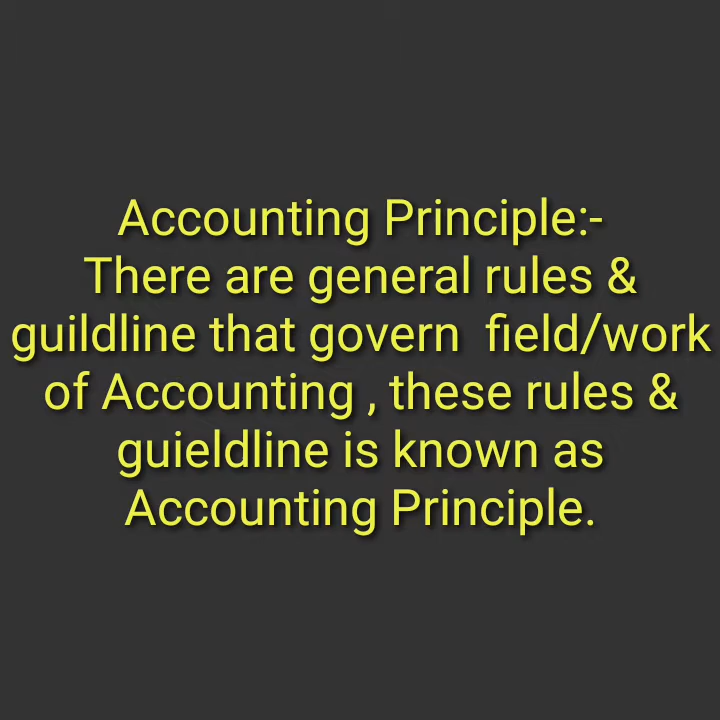 Accounting Principle:-
There are general rules &
guildline that govern  field/work
of Accounting , these rules &
guieldline is known as
Accounting Principle.